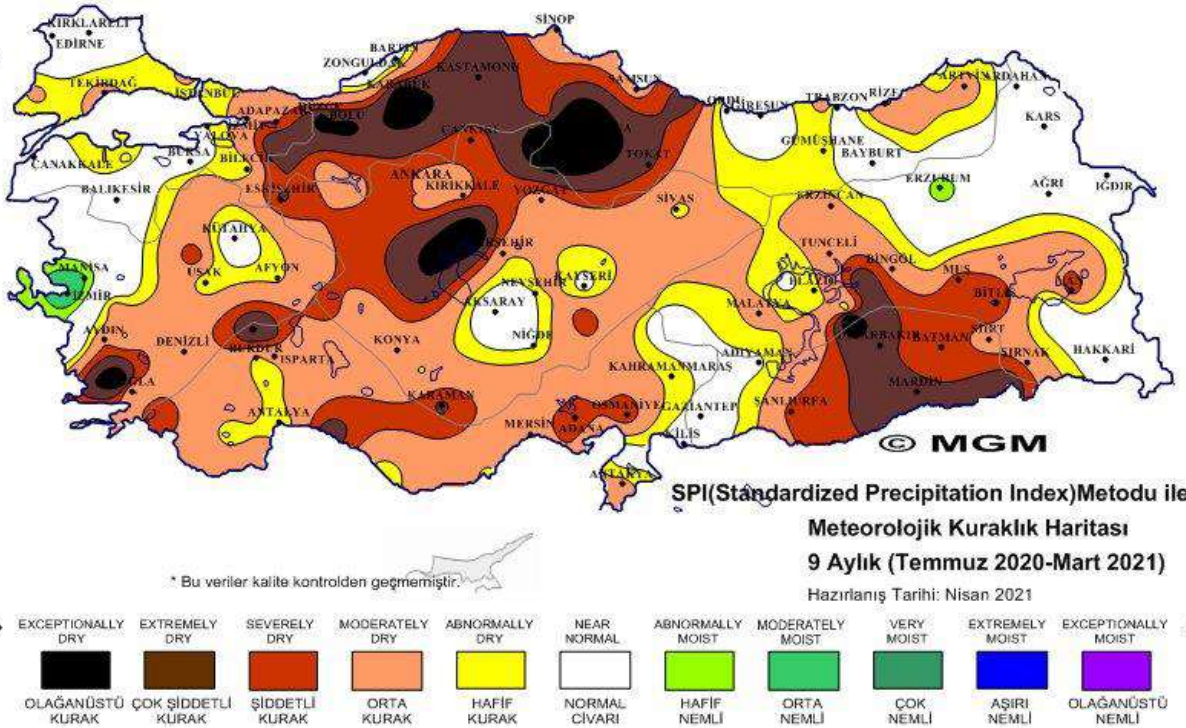 SİNOP
KIRKLARELİ
EDİRNE
BARTIN
ZONGULDAK
KASTAMONU
KARABÜK
TEKİRDAĞ
İSTANBUL
SAMSUN
ARTVİN
ARDAHAN
RİZE
TRABZON
ORDU
GİRESUN
BOLU
KARS
YALOVA
ÇANKIRI
GÜMÜŞHANE
BURSA
ÇANAKKALE
BİLECİK
TOKAT
BAYBURT
ANKARA
ERZURUM
ESKİŞEHİR
KIRIKKALE
YOZGAT
AĞRI
IĞDIR
BALIKESİR
SİVAS
ERZİNCAN
KÜTAHYA
KIRŞEHİR
TUNCELİ
MANİSA
UŞAK
AFYON
NEVŞEHİR
KAYSERİ
ELAZIĞ
BİNGÖL
MUŞ
VAN
İZMİR
AKSARAY
MALATYA
BİTLİS
AYDIN
DENİZLİ
BURDUR
ISPARTA
KONYA
NİĞDE
ADIYAMAN
DİYARBAKIR
BATMAN
SİİRT
ŞIRNAK
HAKKARİ
MUĞLA
KAHRAMANMARAŞ
MARDİN
ANTALYA
KARAMAN
MERSİN
ADANA
OSMANİYE
GAZİANTEP
ŞANLIURFA
KİLİS
ANTAKYA
© MGM
SPI(Standardized Precipitation Index)Metodu ile
Meteorolojik Kuraklık Haritası
9 Aylık (Temmuz 2020-Mart 2021)
* Bu veriler kalite kontrolden geçmemiştir.
Hazırlanış Tarihi: Nisan 2021
EXCEPTIONALLY DRY
EXTREMELY DRY
SEVERELY DRY
MODERATELY DRY
ABNORMALLY DRY
NEAR NORMAL
ABNORMALLY MOIST
MODERATELY MOIST
VERY MOIST
EXTREMELY MOIST
EXCEPTIONALLY MOIST
OLAĞANÜSTÜ KURAK
ÇOK ŞİDDETLİ KURAK
ŞİDDETLİ KURAK
ORTA KURAK
HAFİF KURAK
NORMAL CİVARI
HAFİF NEMLİ
ORTA NEMLİ
ÇOK NEMLİ
AŞIRI NEMLİ
OLAĞANÜSTÜ NEMLİ